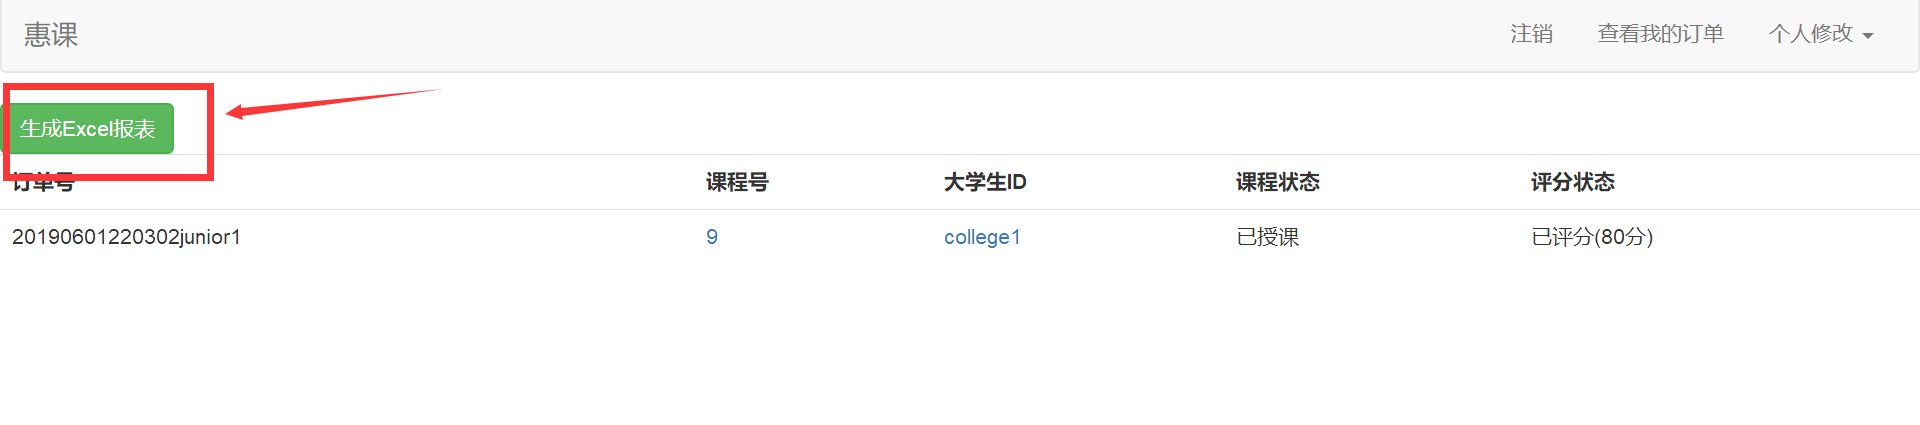 惠课 注销 查看我的订单 个人修改
生成Excel报表
订单号 课程号 大学生ID 课程状态 评分状态
20190601220302junior1 9 college1 已授课 已评分(80分)